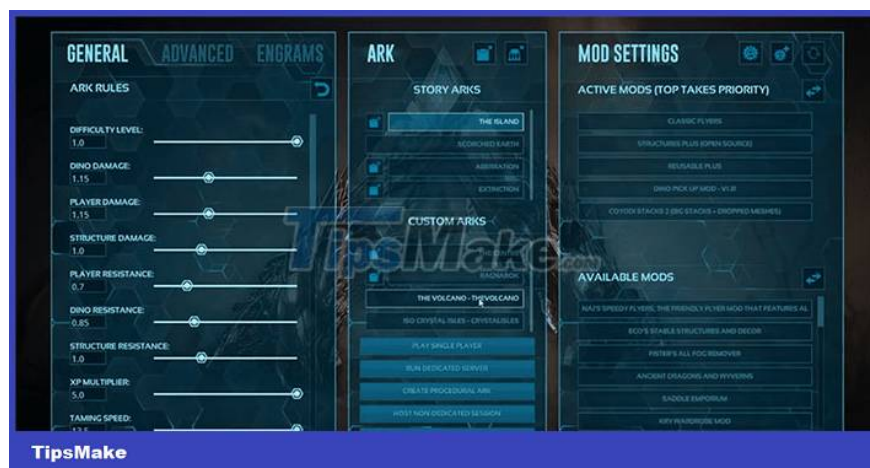 GENERAL
ADVANCED
ENGRAMS
ARK RULES
DIFFICULTY LEVEL:
1.0
DINO DAMAGE:
1.15
PLAYER DAMAGE:
1.15
STRUCTURE DAMAGE:
1.0
PLAYER RESISTANCE:
0.7
DINO RESISTANCE:
0.85
STRUCTURE RESISTANCE:
1.0
XP MULTIPLIER:
5.0
TAMING SPEED:
ARK
STORY ARKS
THE ISLAND
SCORCHED EARTH
ABERRATION
EXTINCTION
CUSTOM ARKS
RAGNAROK
THE VOLCANO - THEVOLCANO
ISO CRYSTAL ISLES - CRYSTALISLES
PLAY SINGLE PLAYER
RUN DEDICATED SERVER
CREATE PROCEDURAL ARK
HOST NON DEDICATED SESSION
MOD SETTINGS
ACTIVE MODS (TOP TAKES PRIORITY)
CLASSIC FLYERS
STRUCTURES PLUS (OPEN SOURCE)
REUSABLE PLUS
DINO PICK UP MOD - V1.31
COYODI STACKS 2 (BIG STACKS + DROPPED MESHES)
AVAILABLE MODS
NAJ'S SPEEDY FLYERS, THE FRIENDLY FLYER MOD THAT FEATURES AL
ECO'S STABLE STRUCTURES AND DECOR
FISTER'S ALL FOG REMOVER
ANCIENT DRAGONS AND WYVERNS
SADDLE EMPORIUM
WARDROBE MOD
TipsMake.com
TipsMake